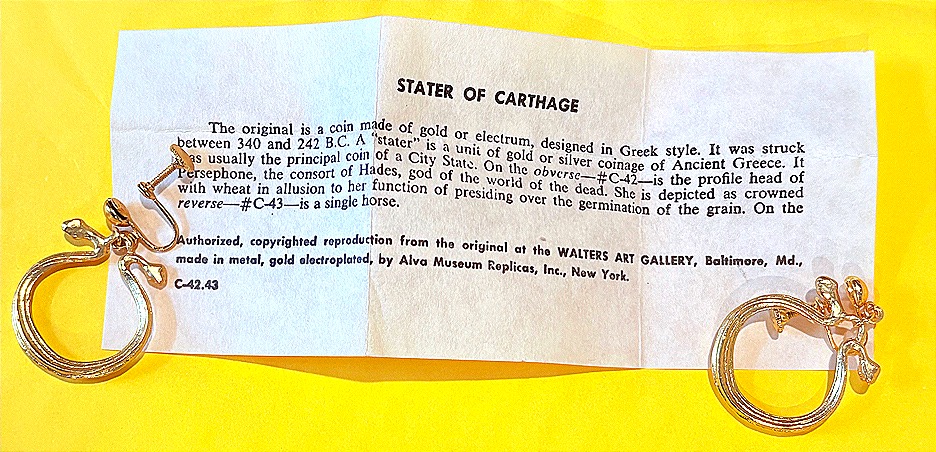 STATER OF CARTHAGE
The original is a coin made of gold or electrum, designed in Greek style. It was struck
between 340 and 242 B.C. A "stater" is a unit of gold or silver coinage of Ancient Greece. It
was usually the principal coin of a City State. On the obverse—#C-42—is the profile head of
Persephone, the consort of Hades, god of the world of the dead. She is depicted as crowned
with wheat in allusion to her function of presiding over the germination of the grain. On the
reverse—#C-43—is a single horse.
Authorized, copyrighted reproduction from the original at the WALTERS ART GALLERY, Baltimore, Md.,
made in metal, gold electroplated, by Alva Museum Replicas, Inc., New York.
C-42.43